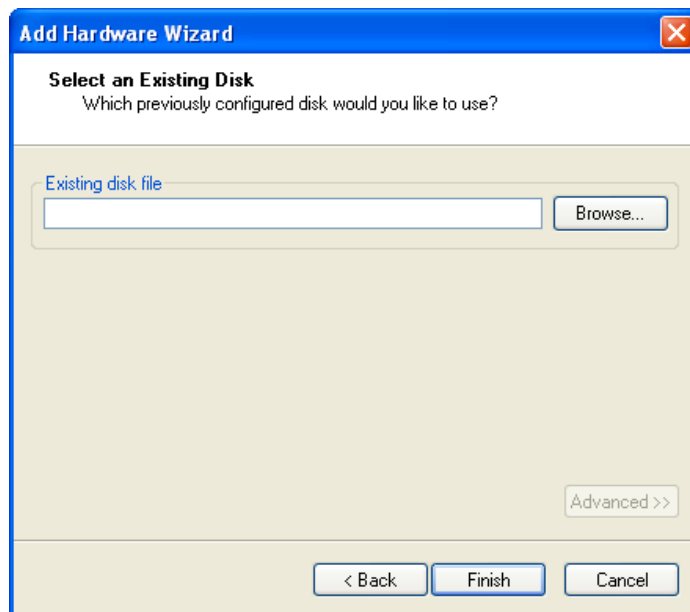 Add Hardware Wizard
Select an Existing Disk
Which previously configured disk would you like to use?
Existing disk file
Browse...
Advanced >>
< Back
Finish
Cancel